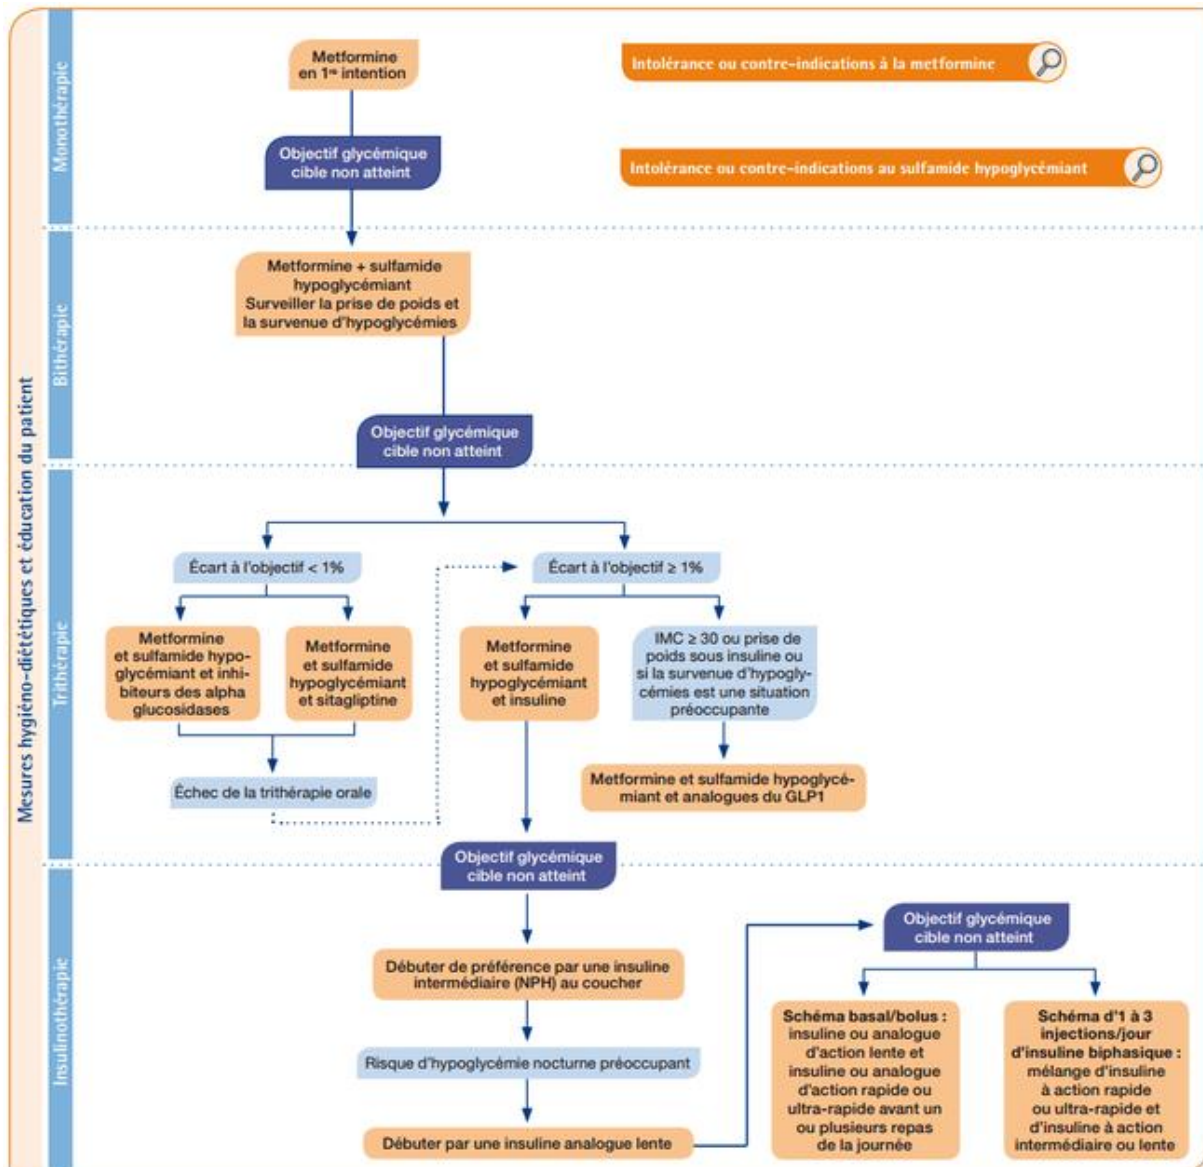 Mesures hygiéno-diététiques et éducation du patient
Monothérapie
Metformine
en 1re intention
Intolérance ou contre-indications à la metformine
Objectif glycémique
cible non atteint
Intolérance ou contre-indications au sulfamide hypoglycémiant
Bithérapie
Metformine + sulfamide
hypoglycémiant
Surveiller la prise de poids et
la survenue d'hypoglycémies
Objectif glycémique
cible non atteint
Trithérapie
Écart à l'objectif < 1%
Écart à l'objectif ≥ 1%
Metformine
et sulfamide hypo-
glycémiant et inhi-
biteurs des alpha
glucosidases
Metformine
et sulfamide
hypoglycémiant
et sitagliptine
Metformine
et sulfamide
hypoglycémiant
et insuline
IMC ≥ 30 ou prise de
poids sous insuline ou
si la survenue d'hypogly-
cémies est une situation
préoccupante
Échec de la trithérapie orale
Metformine et sulfamide hypoglycé-
miant et analogues du GLP1
Objectif glycémique
cible non atteint
Insulinothérapie
Débuter de préférence par une insuline
intermédiaire (NPH) au coucher
Risque d'hypoglycémie nocturne préoccupant
Débuter par une insuline analogue lente
Objectif glycémique
cible non atteint
Schéma basal/bolus :
insuline ou analogue
d'action lente et
insuline ou analogue
d'action rapide ou
ultra-rapide avant un
ou plusieurs repas
de la journée
Schéma d'1 à 3
injections/jour
d'insuline biphasique :
mélange d'insuline
à action rapide
ou ultra-rapide et
d'insuline à action
intermédiaire ou lente